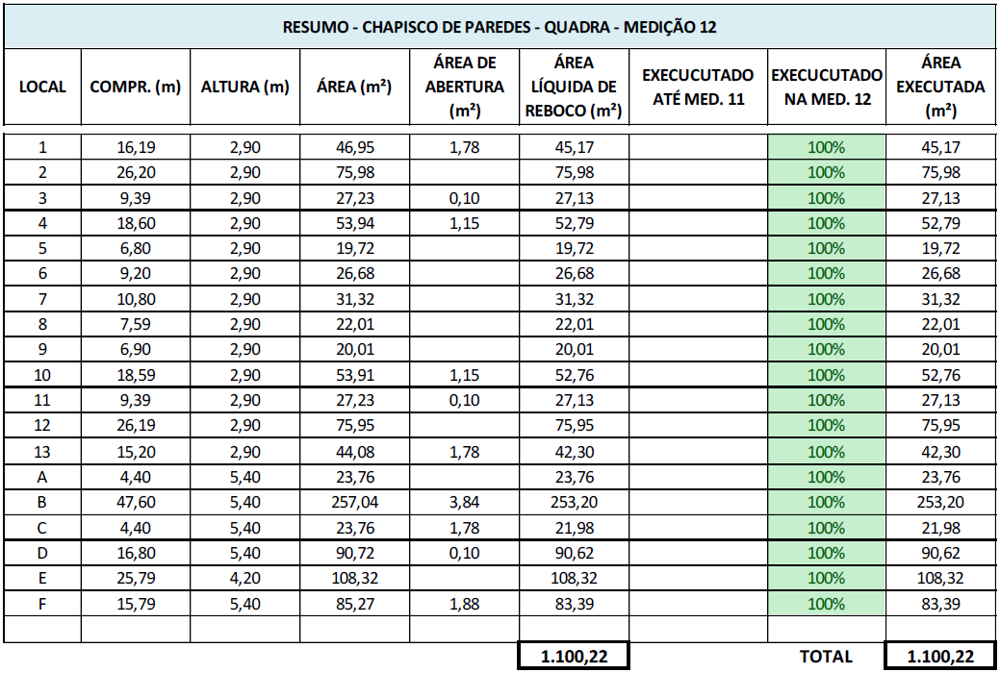 RESUMO - CHAPISCO DE PAREDES - QUADRA - MEDIÇÃO 12
LOCAL COMPR. (m) ALTURA (m) ÁREA (m²) ÁREA DE ABERTURA (m²) ÁREA LÍQUIDA DE REBOCO (m²) EXECUCUTADO ATÉ MED. 11 EXECUCUTADO NA MED. 12 ÁREA EXECUTADA (m²)
1 16,19 2,90 46,95 1,78 45,17 100% 45,17
2 26,20 2,90 75,98 75,98 100% 75,98
3 9,39 2,90 27,23 0,10 27,13 100% 27,13
4 18,60 2,90 53,94 1,15 52,79 100% 52,79
5 6,80 2,90 19,72 19,72 100% 19,72
6 9,20 2,90 26,68 26,68 100% 26,68
7 10,80 2,90 31,32 31,32 100% 31,32
8 7,59 2,90 22,01 22,01 100% 22,01
9 6,90 2,90 20,01 20,01 100% 20,01
10 18,59 2,90 53,91 1,15 52,76 100% 52,76
11 9,39 2,90 27,23 0,10 27,13 100% 27,13
12 26,19 2,90 75,95 75,95 100% 75,95
13 15,20 2,90 44,08 1,78 42,30 100% 42,30
A 4,40 5,40 23,76 23,76 100% 23,76
B 47,60 5,40 257,04 3,84 253,20 100% 253,20
C 4,40 5,40 23,76 1,78 21,98 100% 21,98
D 16,80 5,40 90,72 0,10 90,62 100% 90,62
E 25,79 4,20 108,32 108,32 100% 108,32
F 15,79 5,40 85,27 1,88 83,39 100% 83,39
1.100,22 TOTAL 1.100,22